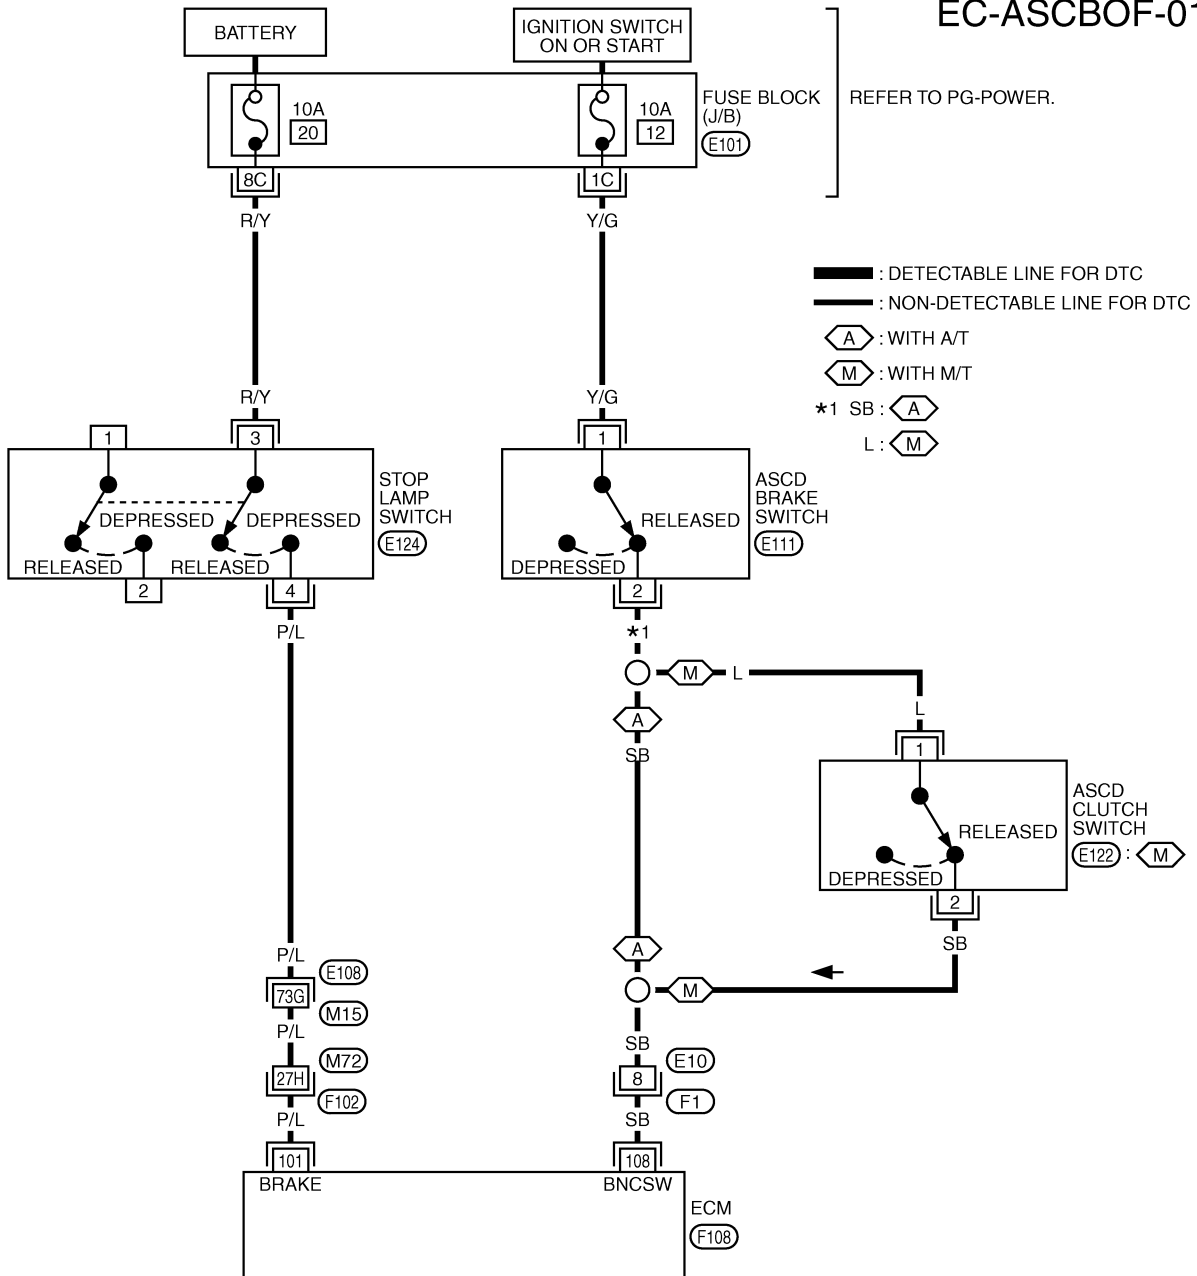 EC-ASCBOF-01
BATTERY
IGNITION SWITCH
ON OR START
10A
20
10A
12
FUSE BLOCK
(J/B)
E101
REFER TO PG-POWER.
8C
1C
R/Y
Y/G
: DETECTABLE LINE FOR DTC
: NON-DETECTABLE LINE FOR DTC
A : WITH A/T
M : WITH M/T
*1 SB : A
L : M
R/Y
Y/G
1
3
1
STOP
LAMP
SWITCH
E124
DEPRESSED
DEPRESSED
RELEASED
RELEASED
2
4
ASCD
BRAKE
SWITCH
E111
RELEASED
DEPRESSED
2
P/L
*1
M
L
L
A
SB
1
ASCD
CLUTCH
SWITCH
E122 : M
RELEASED
DEPRESSED
2
SB
A
M
P/L
E108
73G
M15
P/L
M72
27H
F102
P/L
SB
E10
8
F1
SB
101
108
BRAKE
BNCSW
ECM
F108